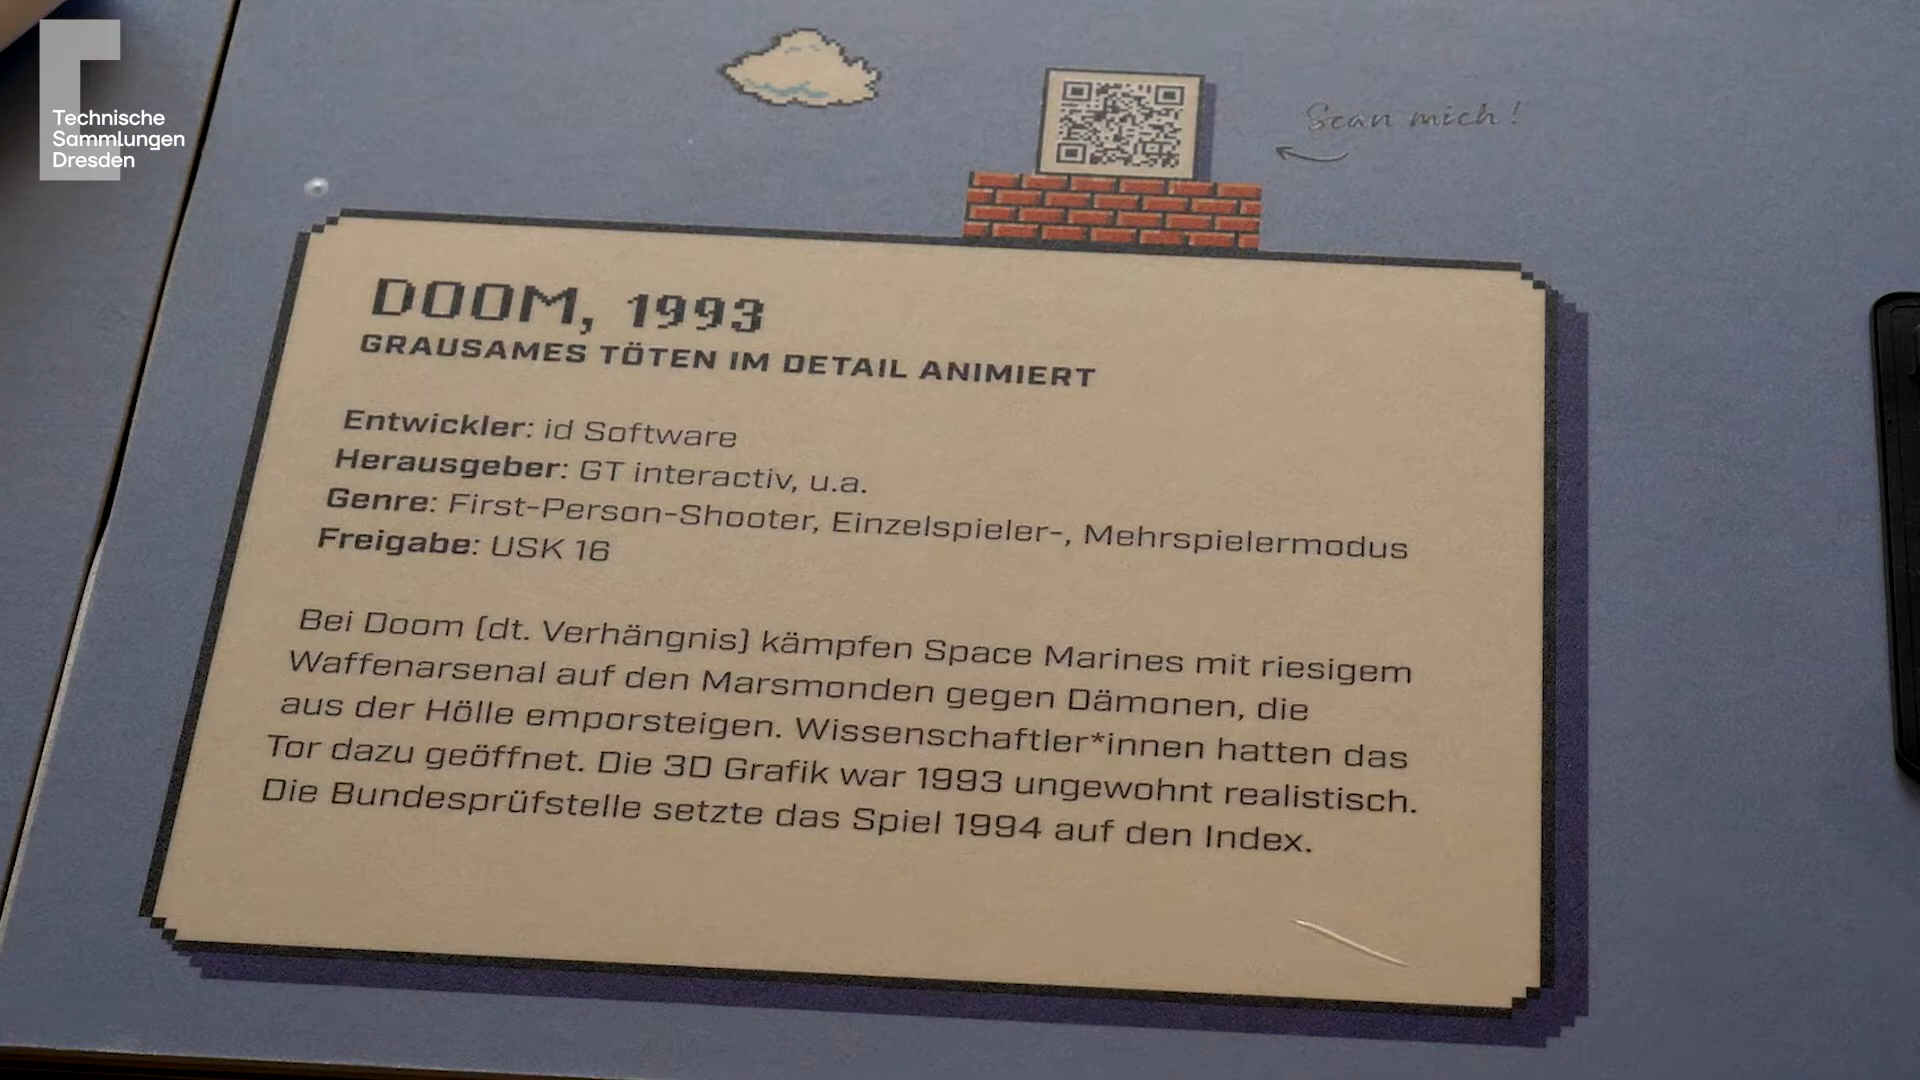 Technische
Sammlungen
Dresden
Scan mich!
DOOM, 1993
GRAUSAMES TÖTEN IM DETAIL ANIMIERT
Entwickler: id Software
Herausgeber: GT interactiv, u.a.
Genre: First-Person-Shooter, Einzelspieler-, Mehrspielermodus
Freigabe: USK 16
Bei Doom (dt. Verhängnis) kämpfen Space Marines mit riesigem
Waffenarsenal auf den Marsmonden gegen Dämonen, die
aus der Hölle emporsteigen. Wissenschaftler*innen hatten das
Tor dazu geöffnet. Die 3D Grafik war 1993 ungewohnt realistisch.
Die Bundesprüfstelle setzte das Spiel 1994 auf den Index.